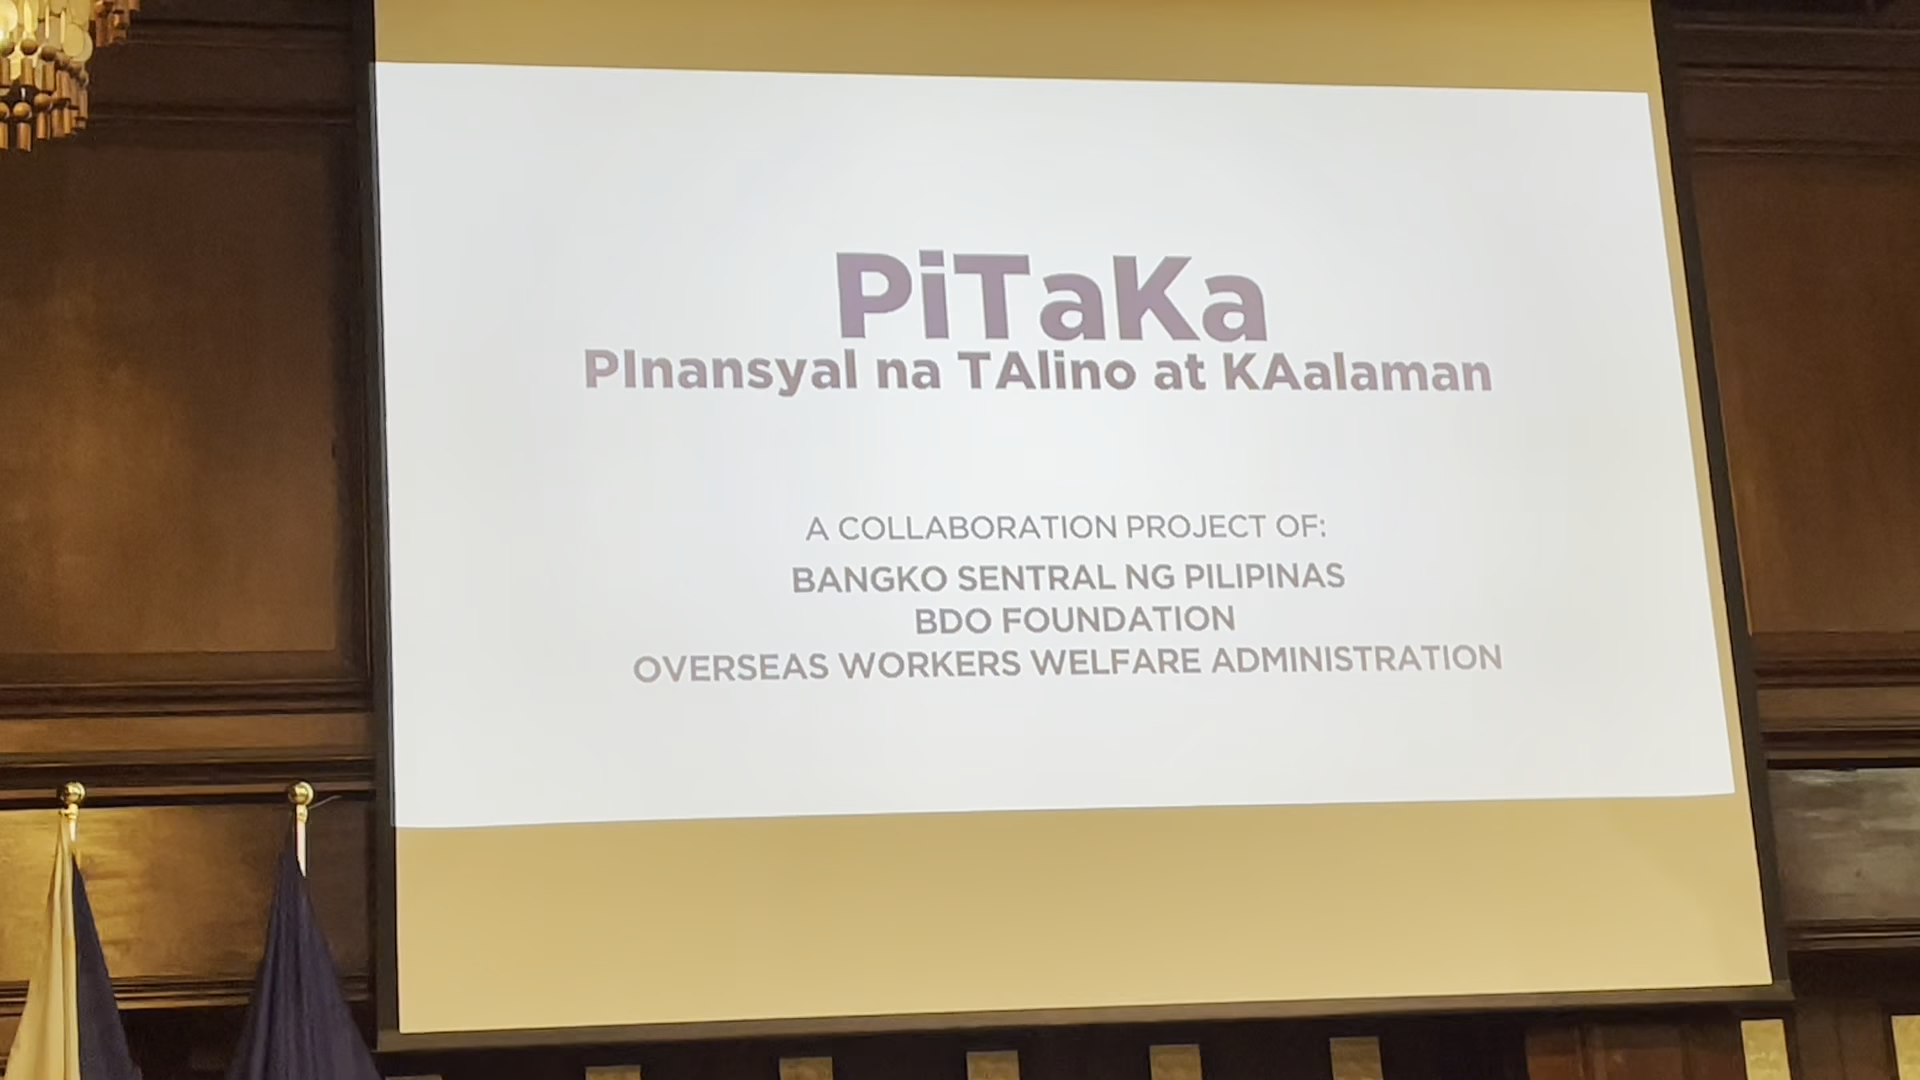 PiTaKa
PInansyal na TAlino at KAalaman
A COLLABORATION PROJECT OF:
BANGKO SENTRAL NG PILIPINAS
BDO FOUNDATION
OVERSEAS WORKERS WELFARE ADMINISTRATION